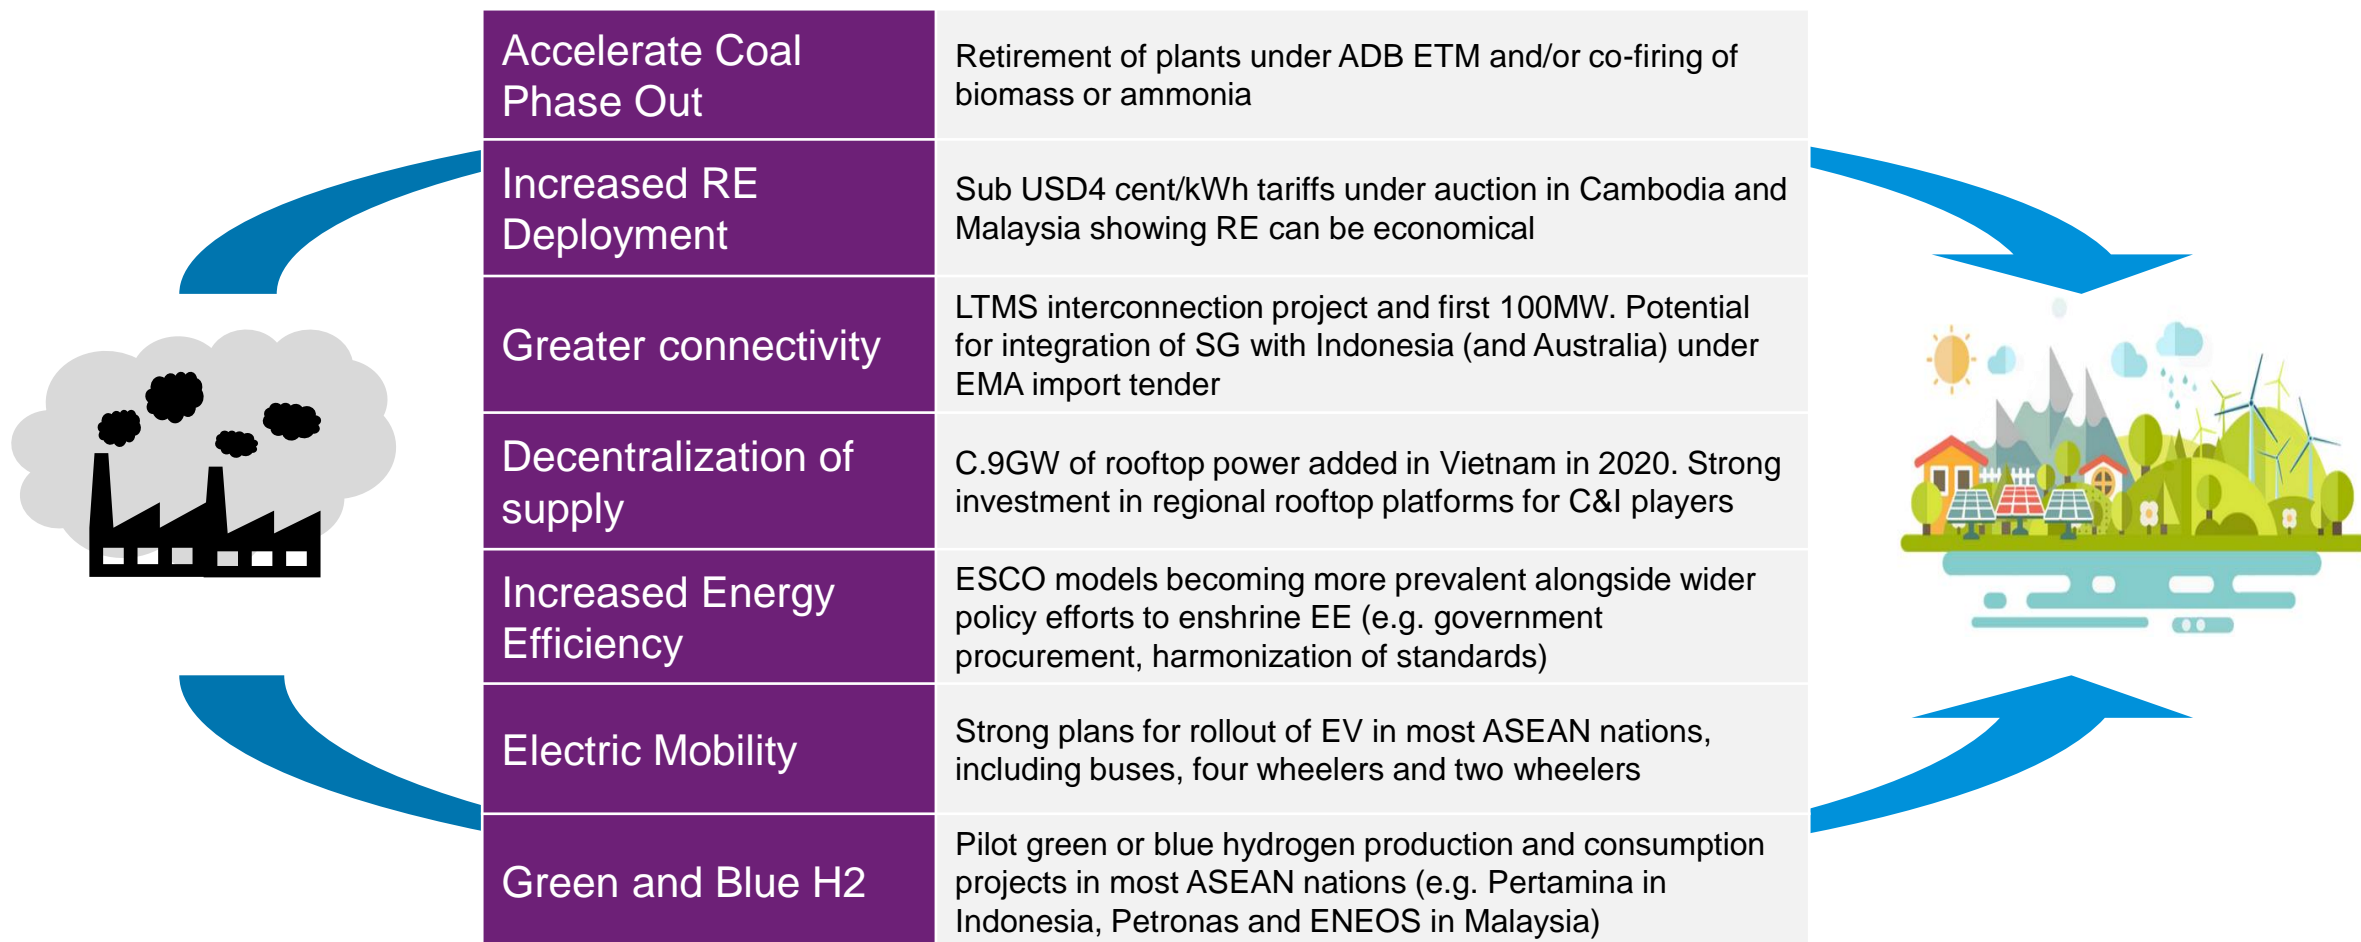 Accelerate Coal
Phase Out
Retirement of plants under ADB ETM and/or co-firing of
biomass or ammonia
Increased RE
Deployment
Sub USD4 cent/kWh tariffs under auction in Cambodia and
Malaysia showing RE can be economical
Greater connectivity
LTMS interconnection project and first 100MW. Potential
for integration of SG with Indonesia (and Australia) under
EMA import tender
Decentralization of
supply
C.9GW of rooftop power added in Vietnam in 2020. Strong
investment in regional rooftop platforms for C&I players
Increased Energy
Efficiency
ESCO models becoming more prevalent alongside wider
policy efforts to enshrine EE (e.g. government
procurement, harmonization of standards)
Electric Mobility
Strong plans for rollout of EV in most ASEAN nations,
including buses, four wheelers and two wheelers
Green and Blue H2
Pilot green or blue hydrogen production and consumption
projects in most ASEAN nations (e.g. Pertamina in
Indonesia, Petronas and ENEOS in Malaysia)